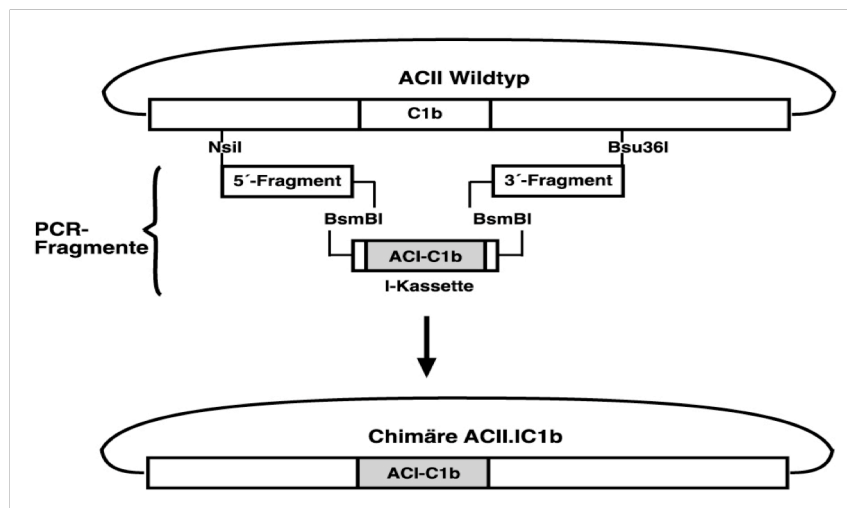 ACII Wildtyp
C1b
NsiI
Bsu36I
5´-Fragment
3´-Fragment
BsmBI
BsmBI
PCR-
Fragmente
ACI-C1b
I-Kassette
Chimäre ACII.IC1b
ACI-C1b